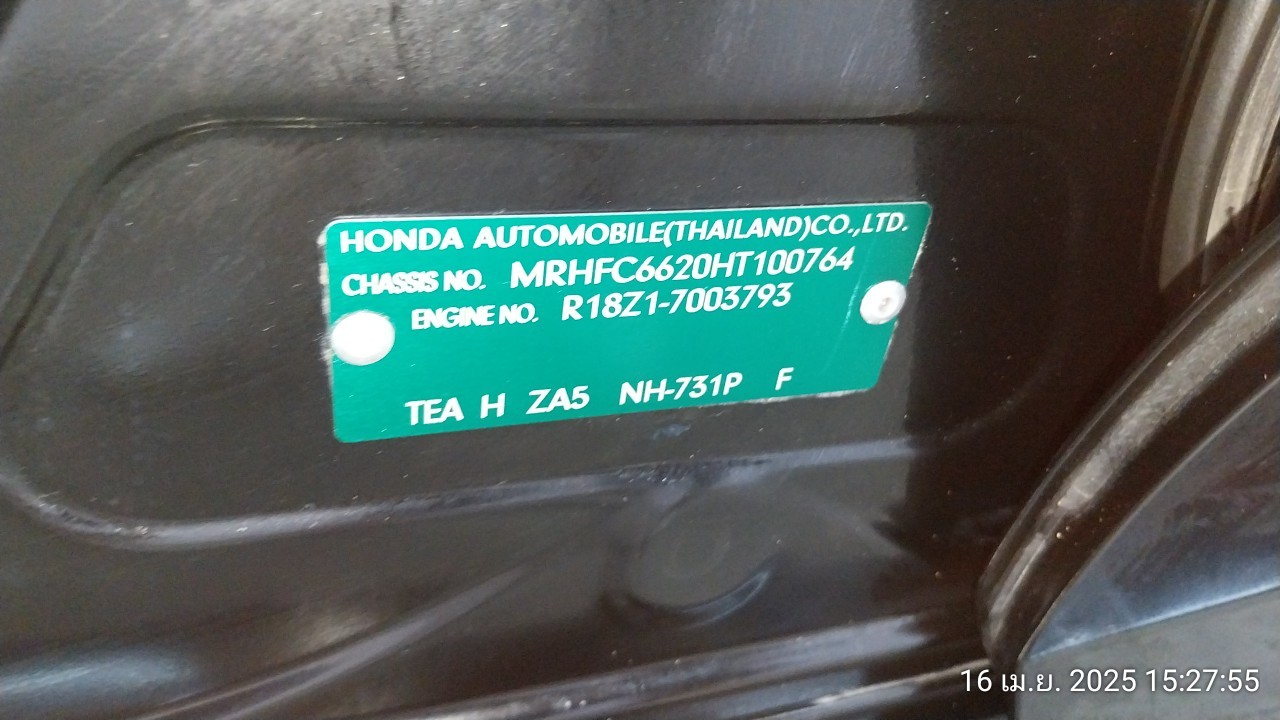 HONDA AUTOMOBILE(THAILAND)CO.,LTD.
CHASSIS NO. MRHFC6620HT100764
ENGINE NO. R18Z1-7003793
TEA H ZA5 NH-731P F
16 เม.ย. 2025 15:27:55